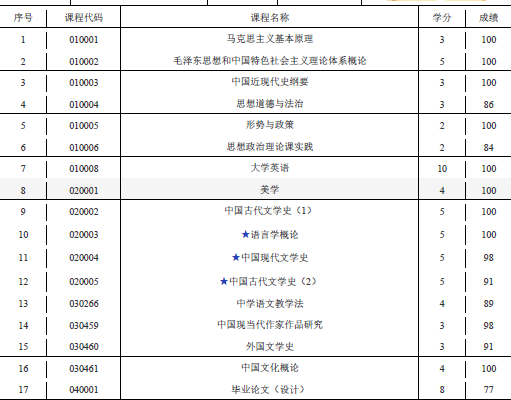 序号 课程代码 课程名称 学分 成绩
1 010001 马克思主义基本原理 3 100
2 010002 毛泽东思想和中国特色社会主义理论体系概论 5 100
3 010003 中国近现代史纲要 3 100
4 010004 思想道德与法治 3 86
5 010005 形势与政策 2 100
6 010006 思想政治理论课实践 2 84
7 010008 大学英语 10 100
8 020001 美学 4 100
9 020002 中国古代文学史（1） 5 100
10 020003 ★语言学概论 5 100
11 020004 ★中国现代文学史 5 98
12 020005 ★中国古代文学史（2） 5 91
13 030266 中学语文教学法 4 89
14 030459 中国现当代作家作品研究 3 98
15 030460 外国文学史 3 91
16 030461 中国文化概论 4 100
17 040001 毕业论文（设计） 8 77